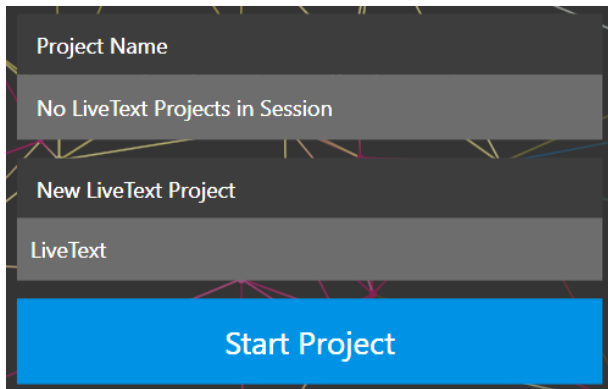 Project Name
No LiveText Projects in Session
New LiveText Project
LiveText
Start Project